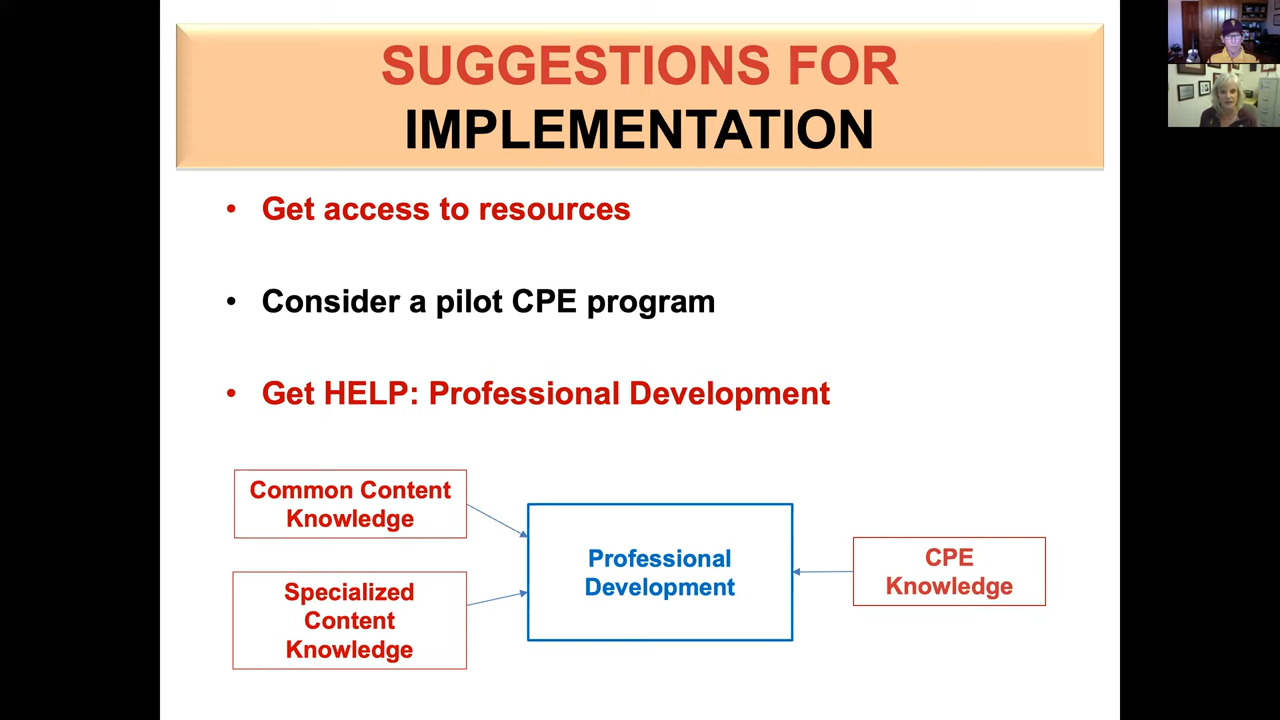 SUGGESTIONS FOR
IMPLEMENTATION
• Get access to resources
• Consider a pilot CPE program
• Get HELP: Professional Development
Common Content
Knowledge
Specialized
Content
Knowledge
Professional
Development
CPE
Knowledge